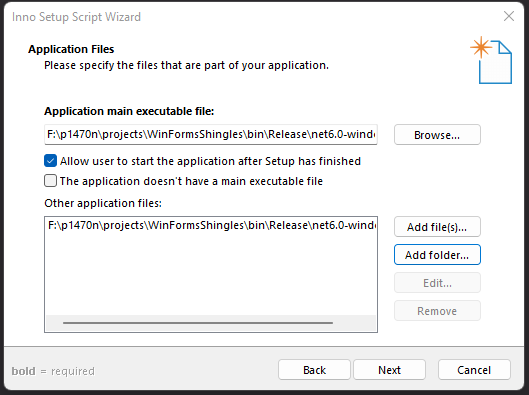 Inno Setup Script Wizard
Application Files
Please specify the files that are part of your application.
Application main executable file:
F:\p1470n\projects\WinFormsShingles\bin\Release\net6.0-windo
Browse...
Allow user to start the application after Setup has finished
The application doesn't have a main executable file
Other application files:
F:\p1470n\projects\WinFormsShingles\bin\Release\net6.0-windo
Add file(s)...
Add folder...
Edit...
Remove
bold = required
Back
Next
Cancel